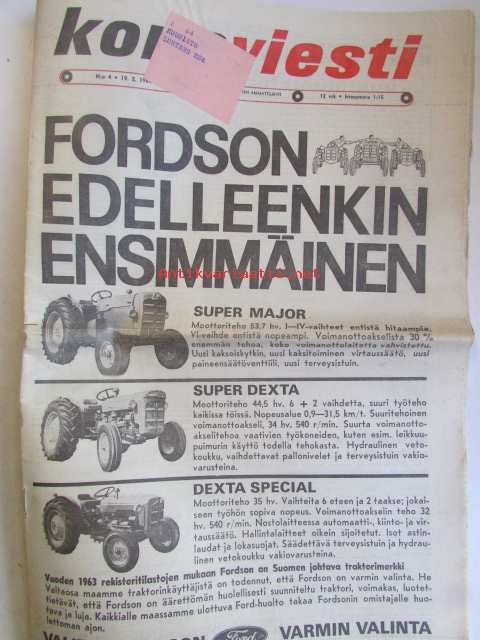 koneviesti
N:o 4 • 19. 3. 196
AMMATTILEHTI
12 mk • Irtonumero 1:15
FORDSON
EDELLEENKIN
ENSIMMÄINEN
Antikvariaatti.net
SUPER MAJOR
Moottoriteho 53,7 hv. I—IV-vaihteet entistä hitaampia.
VI-vaihde entistä nopeampi. Voimanottoakselista 30 %
enemmän tehoa, koko voimanottolaitetta vahvistettu.
Uusi kaksoiskytkin, uusi kaksitoiminen virtaussäätö, uusi
paineensäätöventtiili, uusi terveysistuin.
SUPER DEXTA
Moottoriteho 44,5 hv. 6 + 2 vaihdetta, suuri työteho
kaikissa töissä. Nopeusalue 0,9—31,5 km/t. Suuritehoinen
voimanottoakseli, 34 hv. 540 r/min. Suurta voimanotto-
akselitehoa vaativien työkoneiden, kuten esim. leikkuu-
puimurin käyttö todella tehokasta. Hydraulinen veto-
koukku, vaihdettavat pallonivelet ja terveysistuin vakio-
varusteina.
DEXTA SPECIAL
Moottoriteho 35 hv. Vaihteita 6 eteen ja 2 taakse; jokai-
seen työhön sopiva nopeus. Voimanottoakselin teho 32
hv. 540 r/min. Nostolaitteessa automaatti-, kiinto- ja vir-
taussäätö. Hallintalaitteet oikein sijoitetut. Isot astin-
laudat ja lokasuojat. Säädettävä terveysistuin ja hydrau-
linen vetokoukku vakiovarusteina.
Vuoden 1963 rekisteritilastojen mukaan Fordson on Suomen johtava traktorimerkki
Valtaosa maamme traktorinkäyttäjistä on todennut, että Fordson on varmin valinta. He
tietävät, että Fordson on äärettömän huolellisesti suunniteltu traktori, voimakas, luotet-
tava ja luja. Kaikkialle maassamme ulottuva Ford-huolto takaa Fordsonin omistajalle huo-
lettoman ajon.
Ford
VARMIN VALINTA